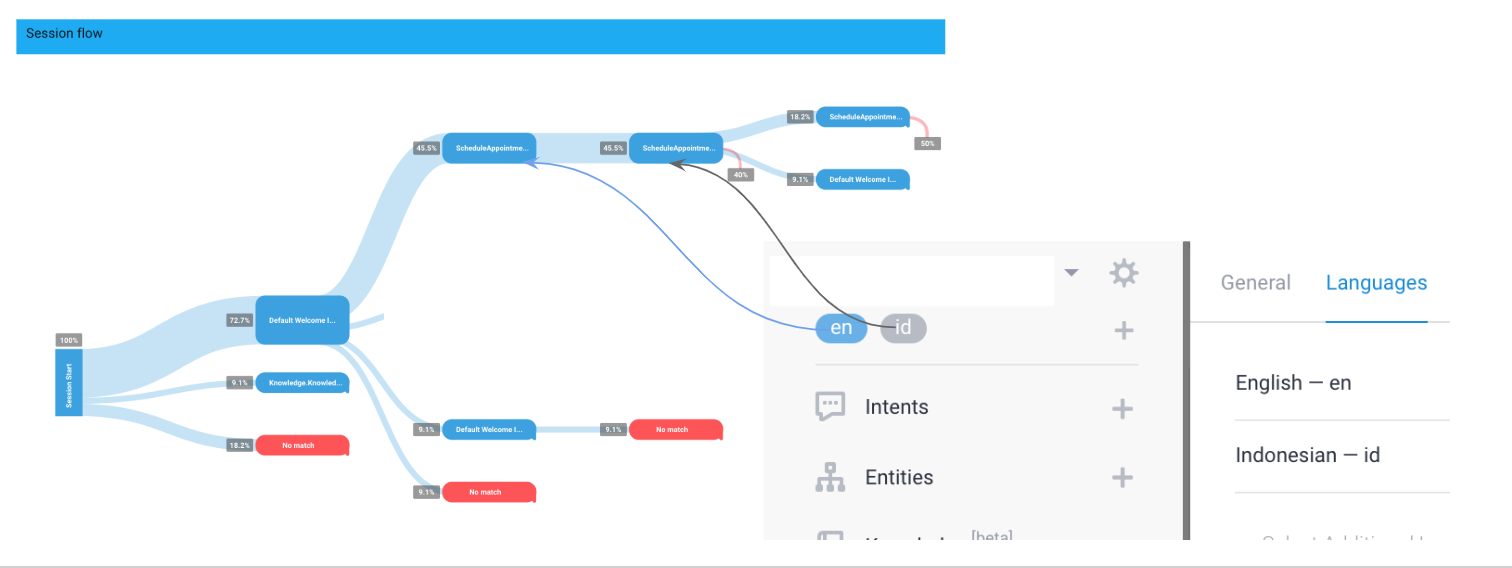 Session flow
18.2%
ScheduleAppointme...
50%
45.5%
ScheduleAppointme...
45.5%
ScheduleAppointme...
40%
9.1%
Default Welcome I...
72.7%
Default Welcome I...
100%
Session Start
9.1%
Knowledge.Knowled...
18.2%
No match
9.1%
Default Welcome I...
9.1%
No match
9.1%
No match
en
id
Intents
Entities
[beta]
General
Languages
English — en
Indonesian — id